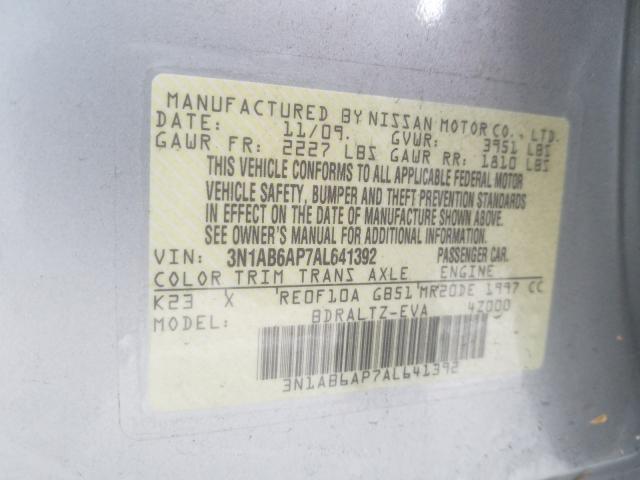 MANUFACTURED BY NISSAN MOTOR CO., LTD.
DATE: 11/09. GVWR: 3951 LBS
GAWR FR: 2227 LBS GAWR RR: 1810 LBS
THIS VEHICLE CONFORMS TO ALL APPLICABLE FEDERAL MOTOR
VEHICLE SAFETY, BUMPER AND THEFT PREVENTION STANDARDS
IN EFFECT ON THE DATE OF MANUFACTURE SHOWN ABOVE.
SEE OWNER'S MANUAL FOR ADDITIONAL INFORMATION.
VIN: 3N1AB6AP7AL641392 PASSENGER CAR.
COLOR TRIM TRANS AXLE ENGINE
K23 X 'RE0F10A GB51'MR20DE 1997 CC
MODEL: BDRALTZ-EVA 4Z000
3N1AB6AP7AL641392